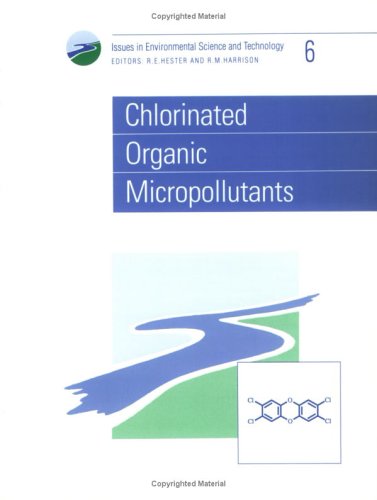 Copyrighted Material
Issues in Environmental Science and Technology 6
EDITORS: R.E.HESTER AND R.M.HARRISON
Chlorinated
Organic
Micropollutants
Cl O Cl
Cl O Cl
Copyrighted Material